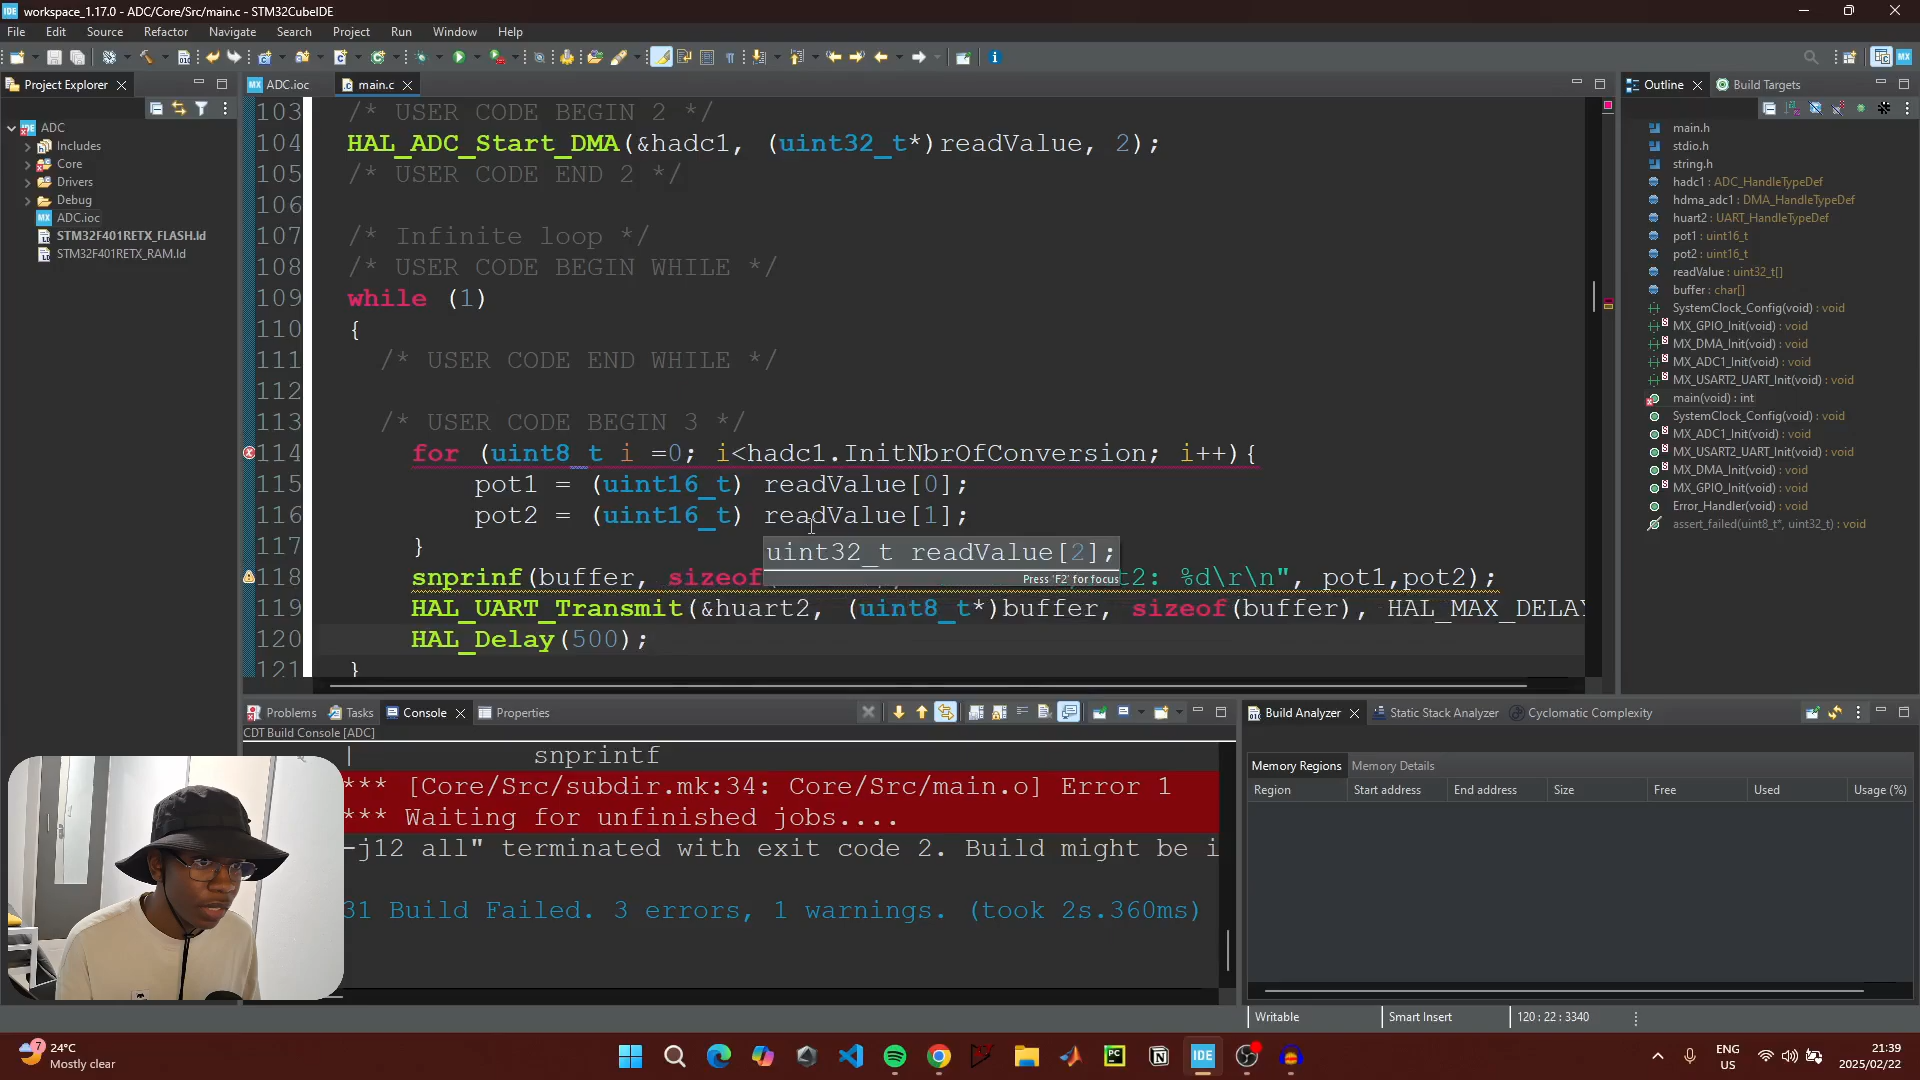 workspace_1.17.0 - ADC/Core/Src/main.c - STM32CubeIDE
File Edit Source Refactor Navigate Search Project Run Window Help
Project Explorer
ADC.ioc
main.c
Outline
Build Targets
ADC
Includes
Core
Drivers
Debug
ADC.ioc
STM32F401RETX_FLASH.ld
STM32F401RETX_RAM.ld
103 /* USER CODE BEGIN 2 */
104 HAL_ADC_Start_DMA(&hadc1, (uint32_t*)readValue, 2);
105 /* USER CODE END 2 */
106
107 /* Infinite loop */
108 /* USER CODE BEGIN WHILE */
109 while (1)
110 {
111 /* USER CODE END WHILE */
112
113 /* USER CODE BEGIN 3 */
114 for (uint8_t i =0; i<hadc1.InitNbrOfConversion; i++){
115 pot1 = (uint16_t) readValue[0];
116 pot2 = (uint16_t) readValue[1];
117 }
uint32_t readValue[2];
Press 'F2' for focus
118 snprinf(buffer, sizeof t2: %d\r\n", pot1,pot2);
119 HAL_UART_Transmit(&huart2, (uint8_t*)buffer, sizeof(buffer), HAL_MAX_DELAY
120 HAL_Delay(500);
121 }
main.h
stdio.h
string.h
hadc1 : ADC_HandleTypeDef
hdma_adc1 : DMA_HandleTypeDef
huart2 : UART_HandleTypeDef
pot1 : uint16_t
pot2 : uint16_t
readValue : uint32_t[]
buffer : char[]
SystemClock_Config(void) : void
MX_GPIO_Init(void) : void
MX_DMA_Init(void) : void
MX_ADC1_Init(void) : void
MX_USART2_UART_Init(void) : void
main(void) : int
SystemClock_Config(void) : void
MX_ADC1_Init(void) : void
MX_USART2_UART_Init(void) : void
MX_DMA_Init(void) : void
MX_GPIO_Init(void) : void
Error_Handler(void) : void
assert_failed(uint8_t*, uint32_t) : void
Problems Tasks Console Properties
CDT Build Console [ADC]
| snprintf
*** [Core/Src/subdir.mk:34: Core/Src/main.o] Error 1
*** Waiting for unfinished jobs....
-j12 all" terminated with exit code 2. Build might be i
31 Build Failed. 3 errors, 1 warnings. (took 2s.360ms)
Build Analyzer Static Stack Analyzer Cyclomatic Complexity
Memory Regions Memory Details
Region Start address End address Size Free Used Usage (%)
Writable Smart Insert 120 : 22 : 3340
7
24°C
Mostly clear
IDE
ENG
US
21:39
2025/02/22